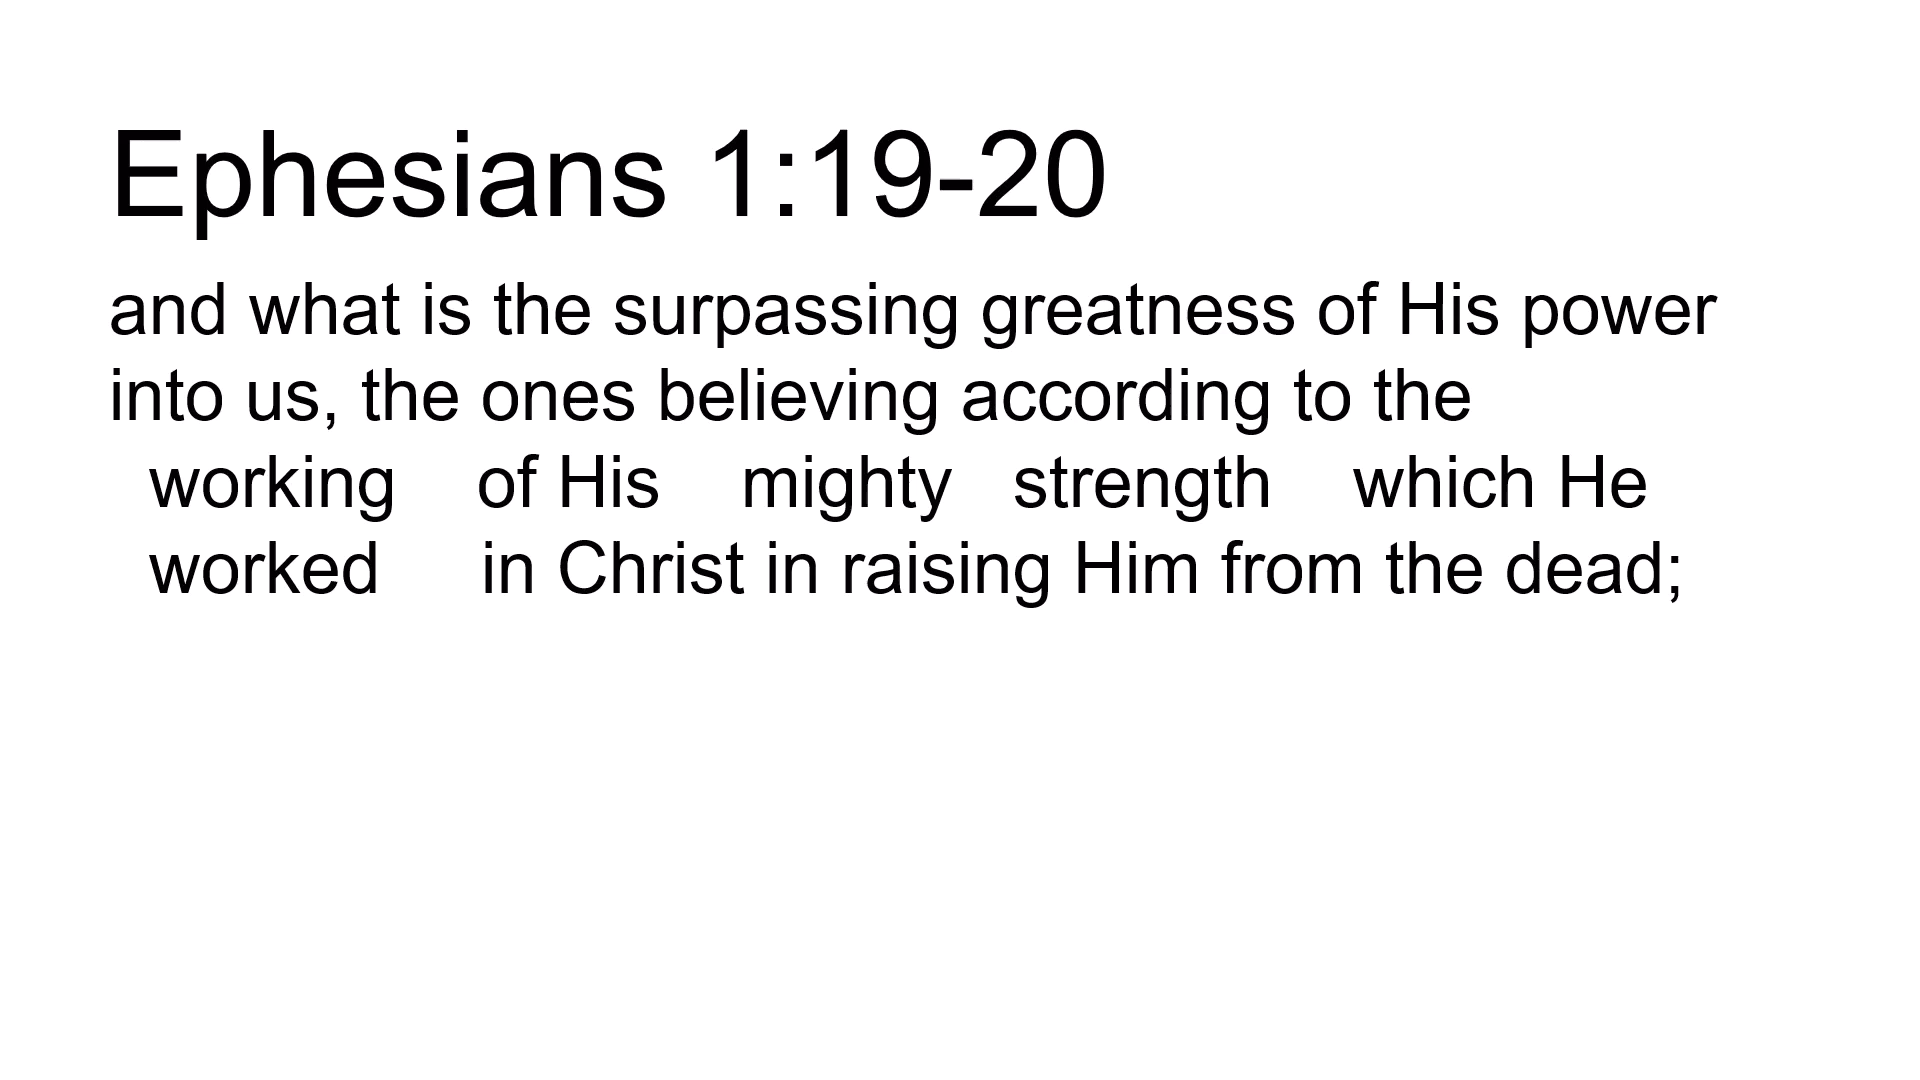 Ephesians 1:19-20
and what is the surpassing greatness of His power
into us, the ones believing according to the
working of His mighty strength which He
worked in Christ in raising Him from the dead;